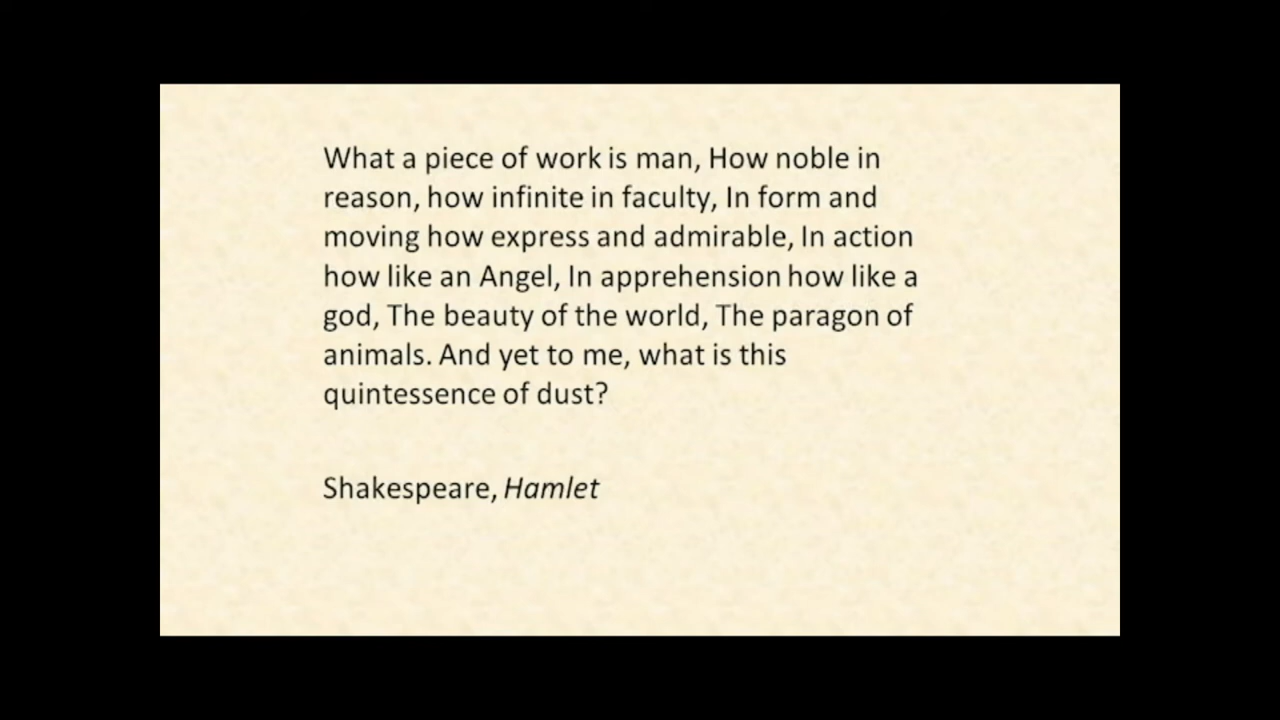 What a piece of work is man, How noble in
reason, how infinite in faculty, In form and
moving how express and admirable, In action
how like an Angel, In apprehension how like a
god, The beauty of the world, The paragon of
animals. And yet to me, what is this
quintessence of dust?
Shakespeare, Hamlet